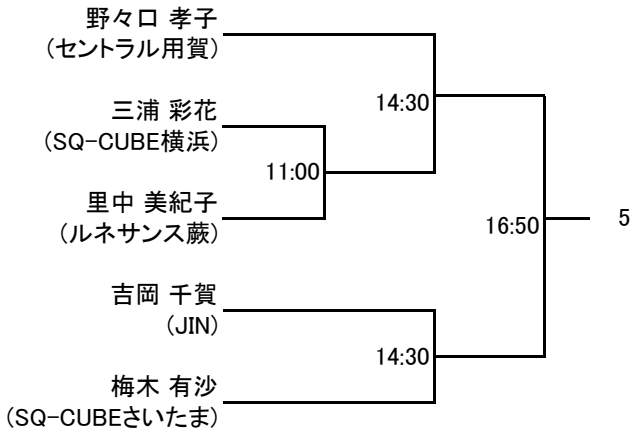 野々口 孝子
(セントラル用賀)
14:30
三浦 彩花
(SQ-CUBE横浜)
11:00
里中 美紀子
(ルネサンス蕨)
16:50
5
吉岡 千賀
(JIN)
14:30
梅木 有沙
(SQ-CUBEさいたま)